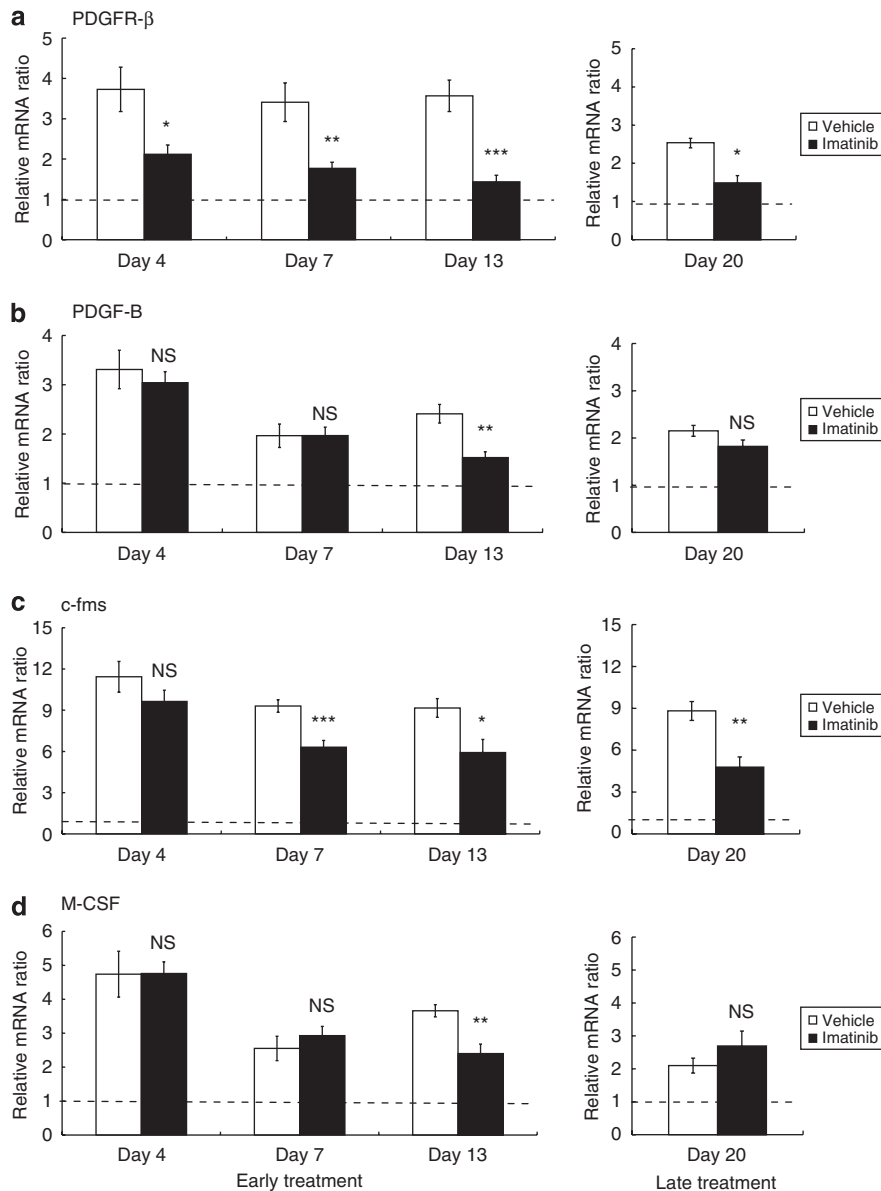 a PDGFR-β
Relative mRNA ratio
5
4
3
2
1
0
*
**
***
Day 4 Day 7 Day 13
Relative mRNA ratio
5
4
3
2
1
0
*
Day 20
Vehicle
Imatinib
b PDGF-B
Relative mRNA ratio
4
3
2
1
0
NS
NS
**
Day 4 Day 7 Day 13
Relative mRNA ratio
4
3
2
1
0
NS
Day 20
Vehicle
Imatinib
c c-fms
Relative mRNA ratio
15
12
9
6
3
0
NS
***
*
Day 4 Day 7 Day 13
Relative mRNA ratio
15
12
9
6
3
0
**
Day 20
Vehicle
Imatinib
d M-CSF
Relative mRNA ratio
6
5
4
3
2
1
0
NS
NS
**
Day 4 Day 7 Day 13
Early treatment
Relative mRNA ratio
6
5
4
3
2
1
0
NS
Day 20
Late treatment
Vehicle
Imatinib